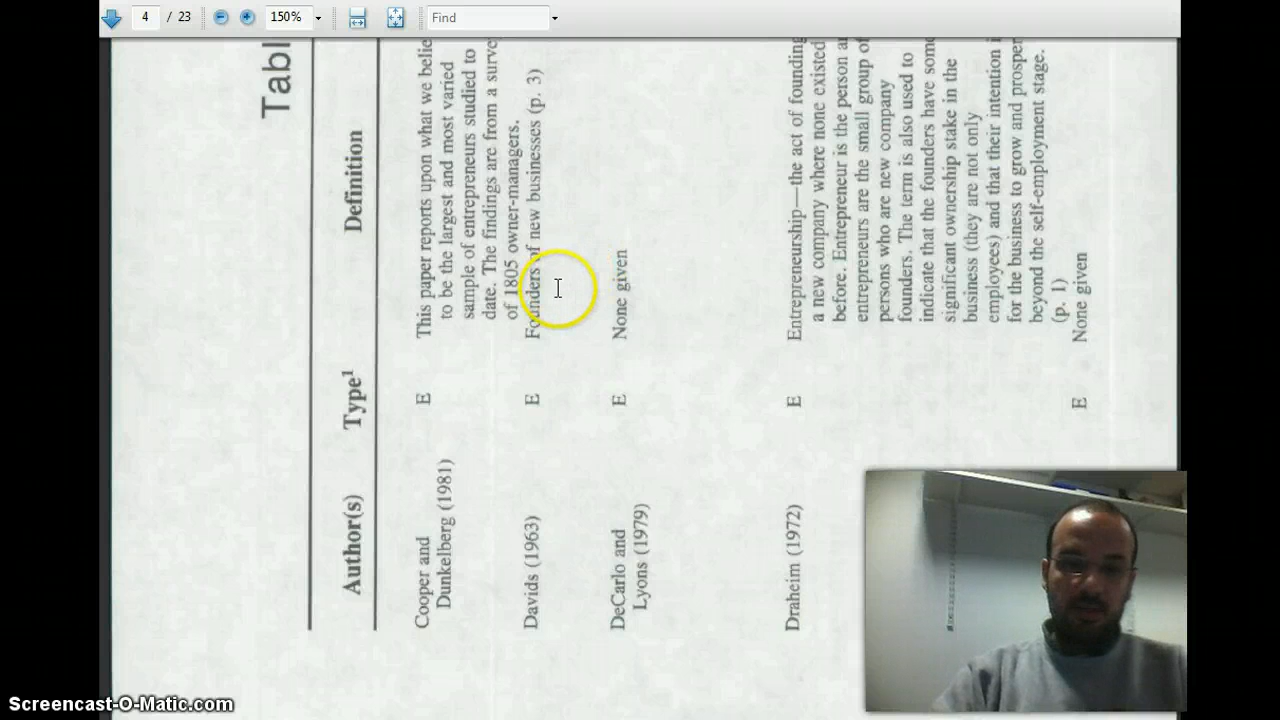 4 / 23
150%
Find
Tabl
Author(s) Type¹ Definition
Cooper and
Dunkelberg (1981)
E
This paper reports upon what we belie
to be the largest and most varied
sample of entrepreneurs studied to
date. The findings are from a surve
of 1805 owner-managers.
Davids (1963)
E
Founders of new businesses (p. 3)
DeCarlo and
Lyons (1979)
E
None given
Draheim (1972)
E
Entrepreneurship—the act of founding
a new company where none existed
before. Entrepreneur is the person a
entrepreneurs are the small group of
persons who are new company
founders. The term is also used to
indicate that the founders have some
significant ownership stake in the
business (they are not only
employees) and that their intention i
for the business to grow and prosper
beyond the self-employment stage.
(p. 1)
E
None given
Screencast-O-Matic.com